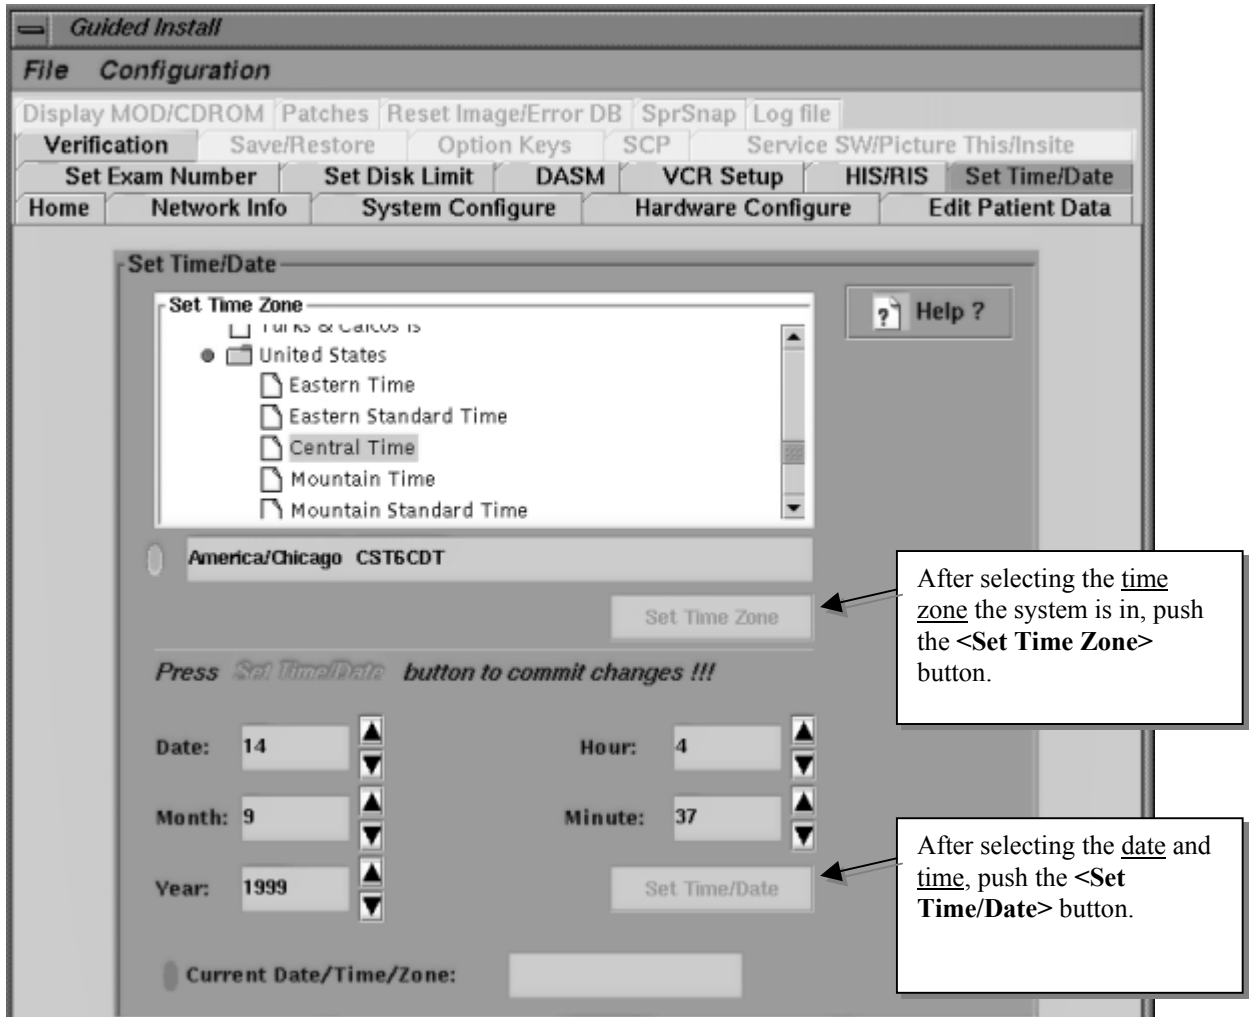 Guided Install
File Configuration
Display MOD/CDROM Patches Reset Image/Error DB SprSnap Log file
Verification Save/Restore Option Keys SCP Service SW/Picture This/Insite
Set Exam Number Set Disk Limit DASM VCR Setup HIS/RIS Set Time/Date
Home Network Info System Configure Hardware Configure Edit Patient Data
Set Time/Date
Set Time Zone
Turks & Caicos Is
United States
Eastern Time
Eastern Standard Time
Central Time
Mountain Time
Mountain Standard Time
America/Chicago CST6CDT
Set Time Zone
Help ?
After selecting the time
zone the system is in, push
the <Set Time Zone>
button.
Press Set Time/Date button to commit changes !!!
Date: 14
Hour: 4
Month: 9
Minute: 37
Year: 1999
Set Time/Date
After selecting the date and
time, push the <Set
Time/Date> button.
Current Date/Time/Zone: